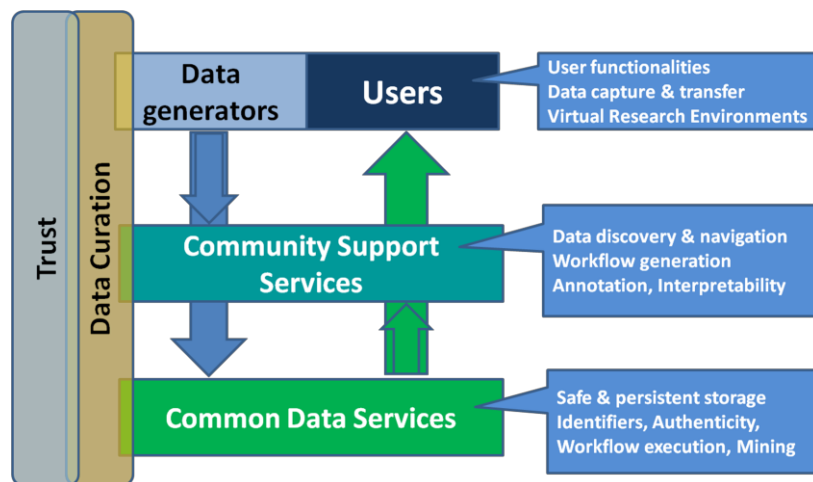 Trust
Data Curation
Data
generators
Users
User functionalities
Data capture & transfer
Virtual Research Environments
Community Support
Services
Data discovery & navigation
Workflow generation
Annotation, Interpretability
Common Data Services
Safe & persistent storage
Identifiers, Authenticity,
Workflow execution, Mining